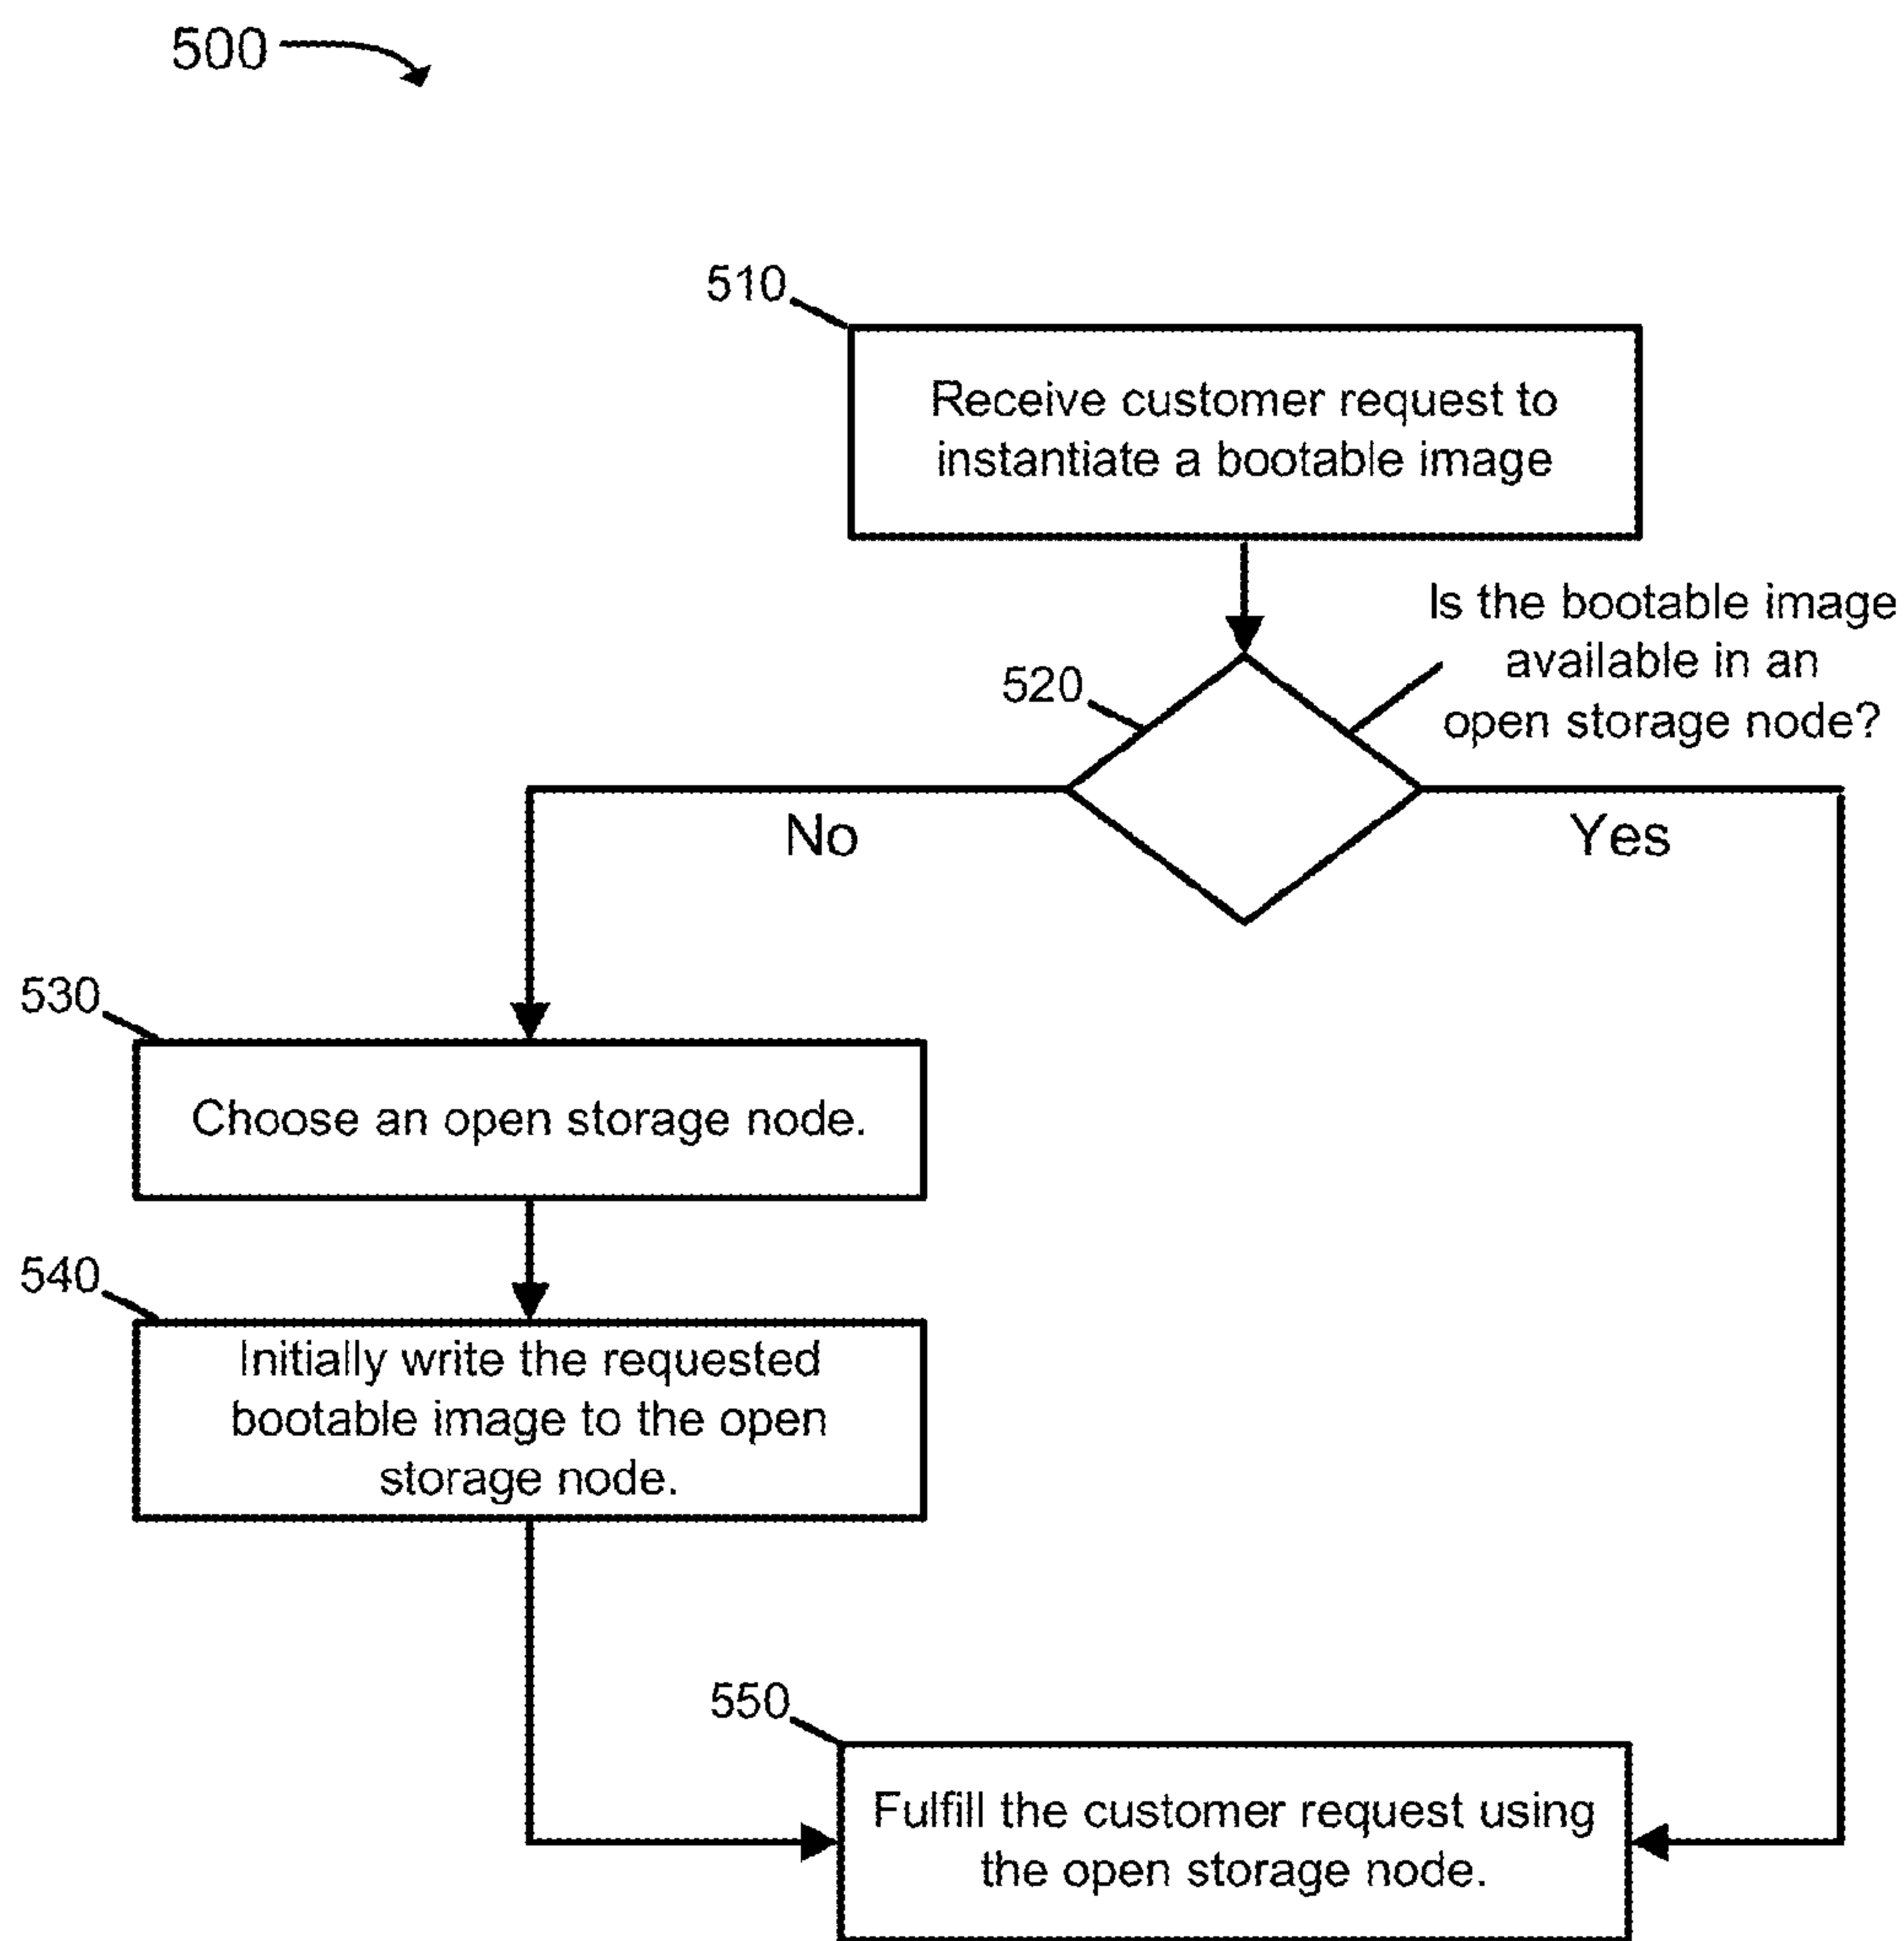 500
510
Receive customer request to
instantiate a bootable image
Is the bootable image
available in an
open storage node?
520
No
Yes
530
Choose an open storage node.
540
Initially write the requested
bootable image to the open
storage node.
550
Fulfill the customer request using
the open storage node.